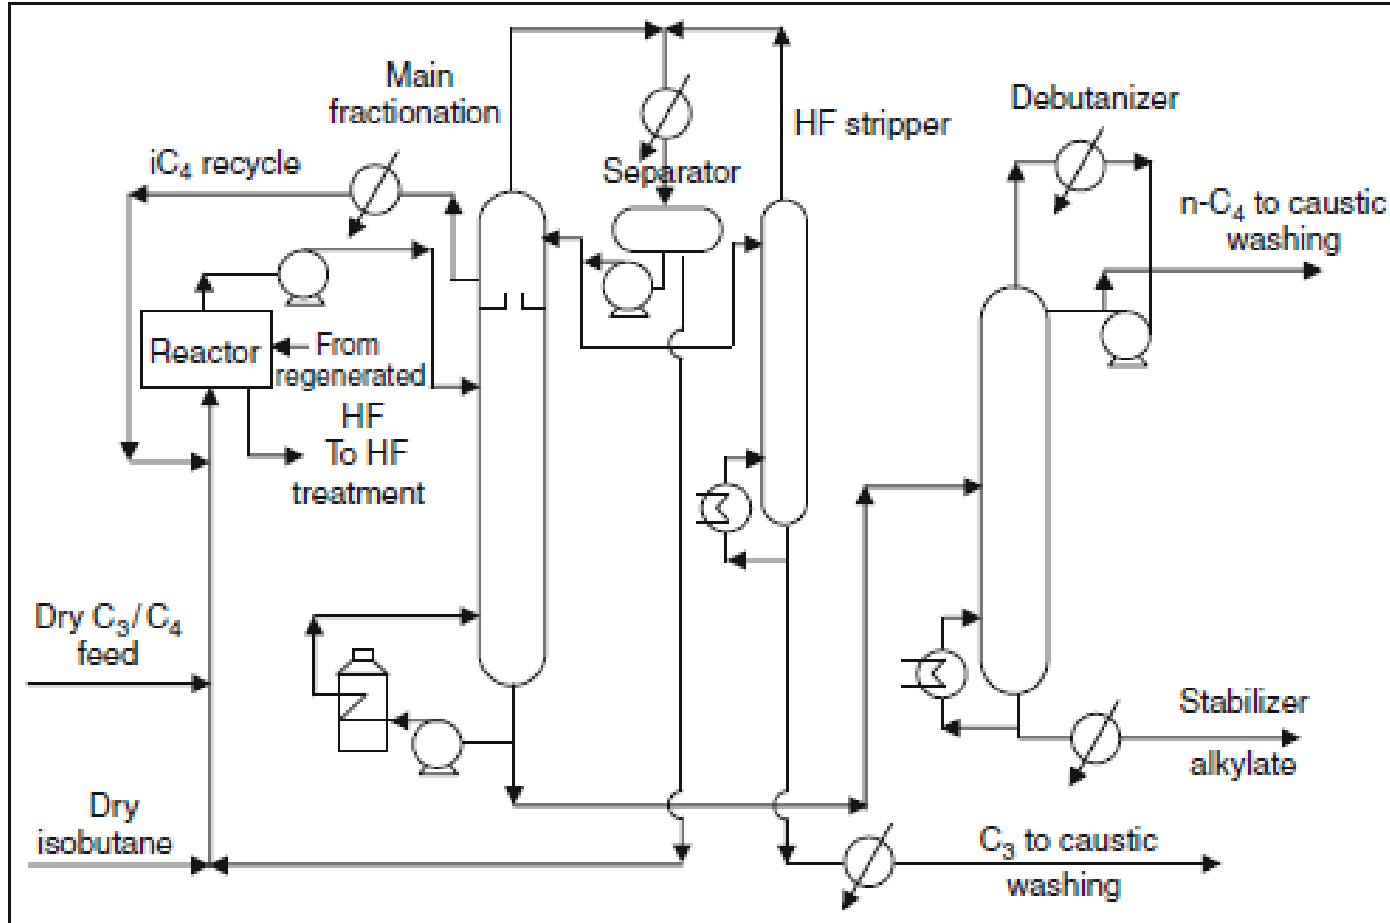 Main
fractionation
HF stripper
Debutanizer
iC₄ recycle
Separator
n-C₄ to caustic
washing
Reactor
From
regenerated
HF
To HF
treatment
Dry C₃/C₄
feed
Stabilizer
alkylate
Dry
isobutane
C₃ to caustic
washing